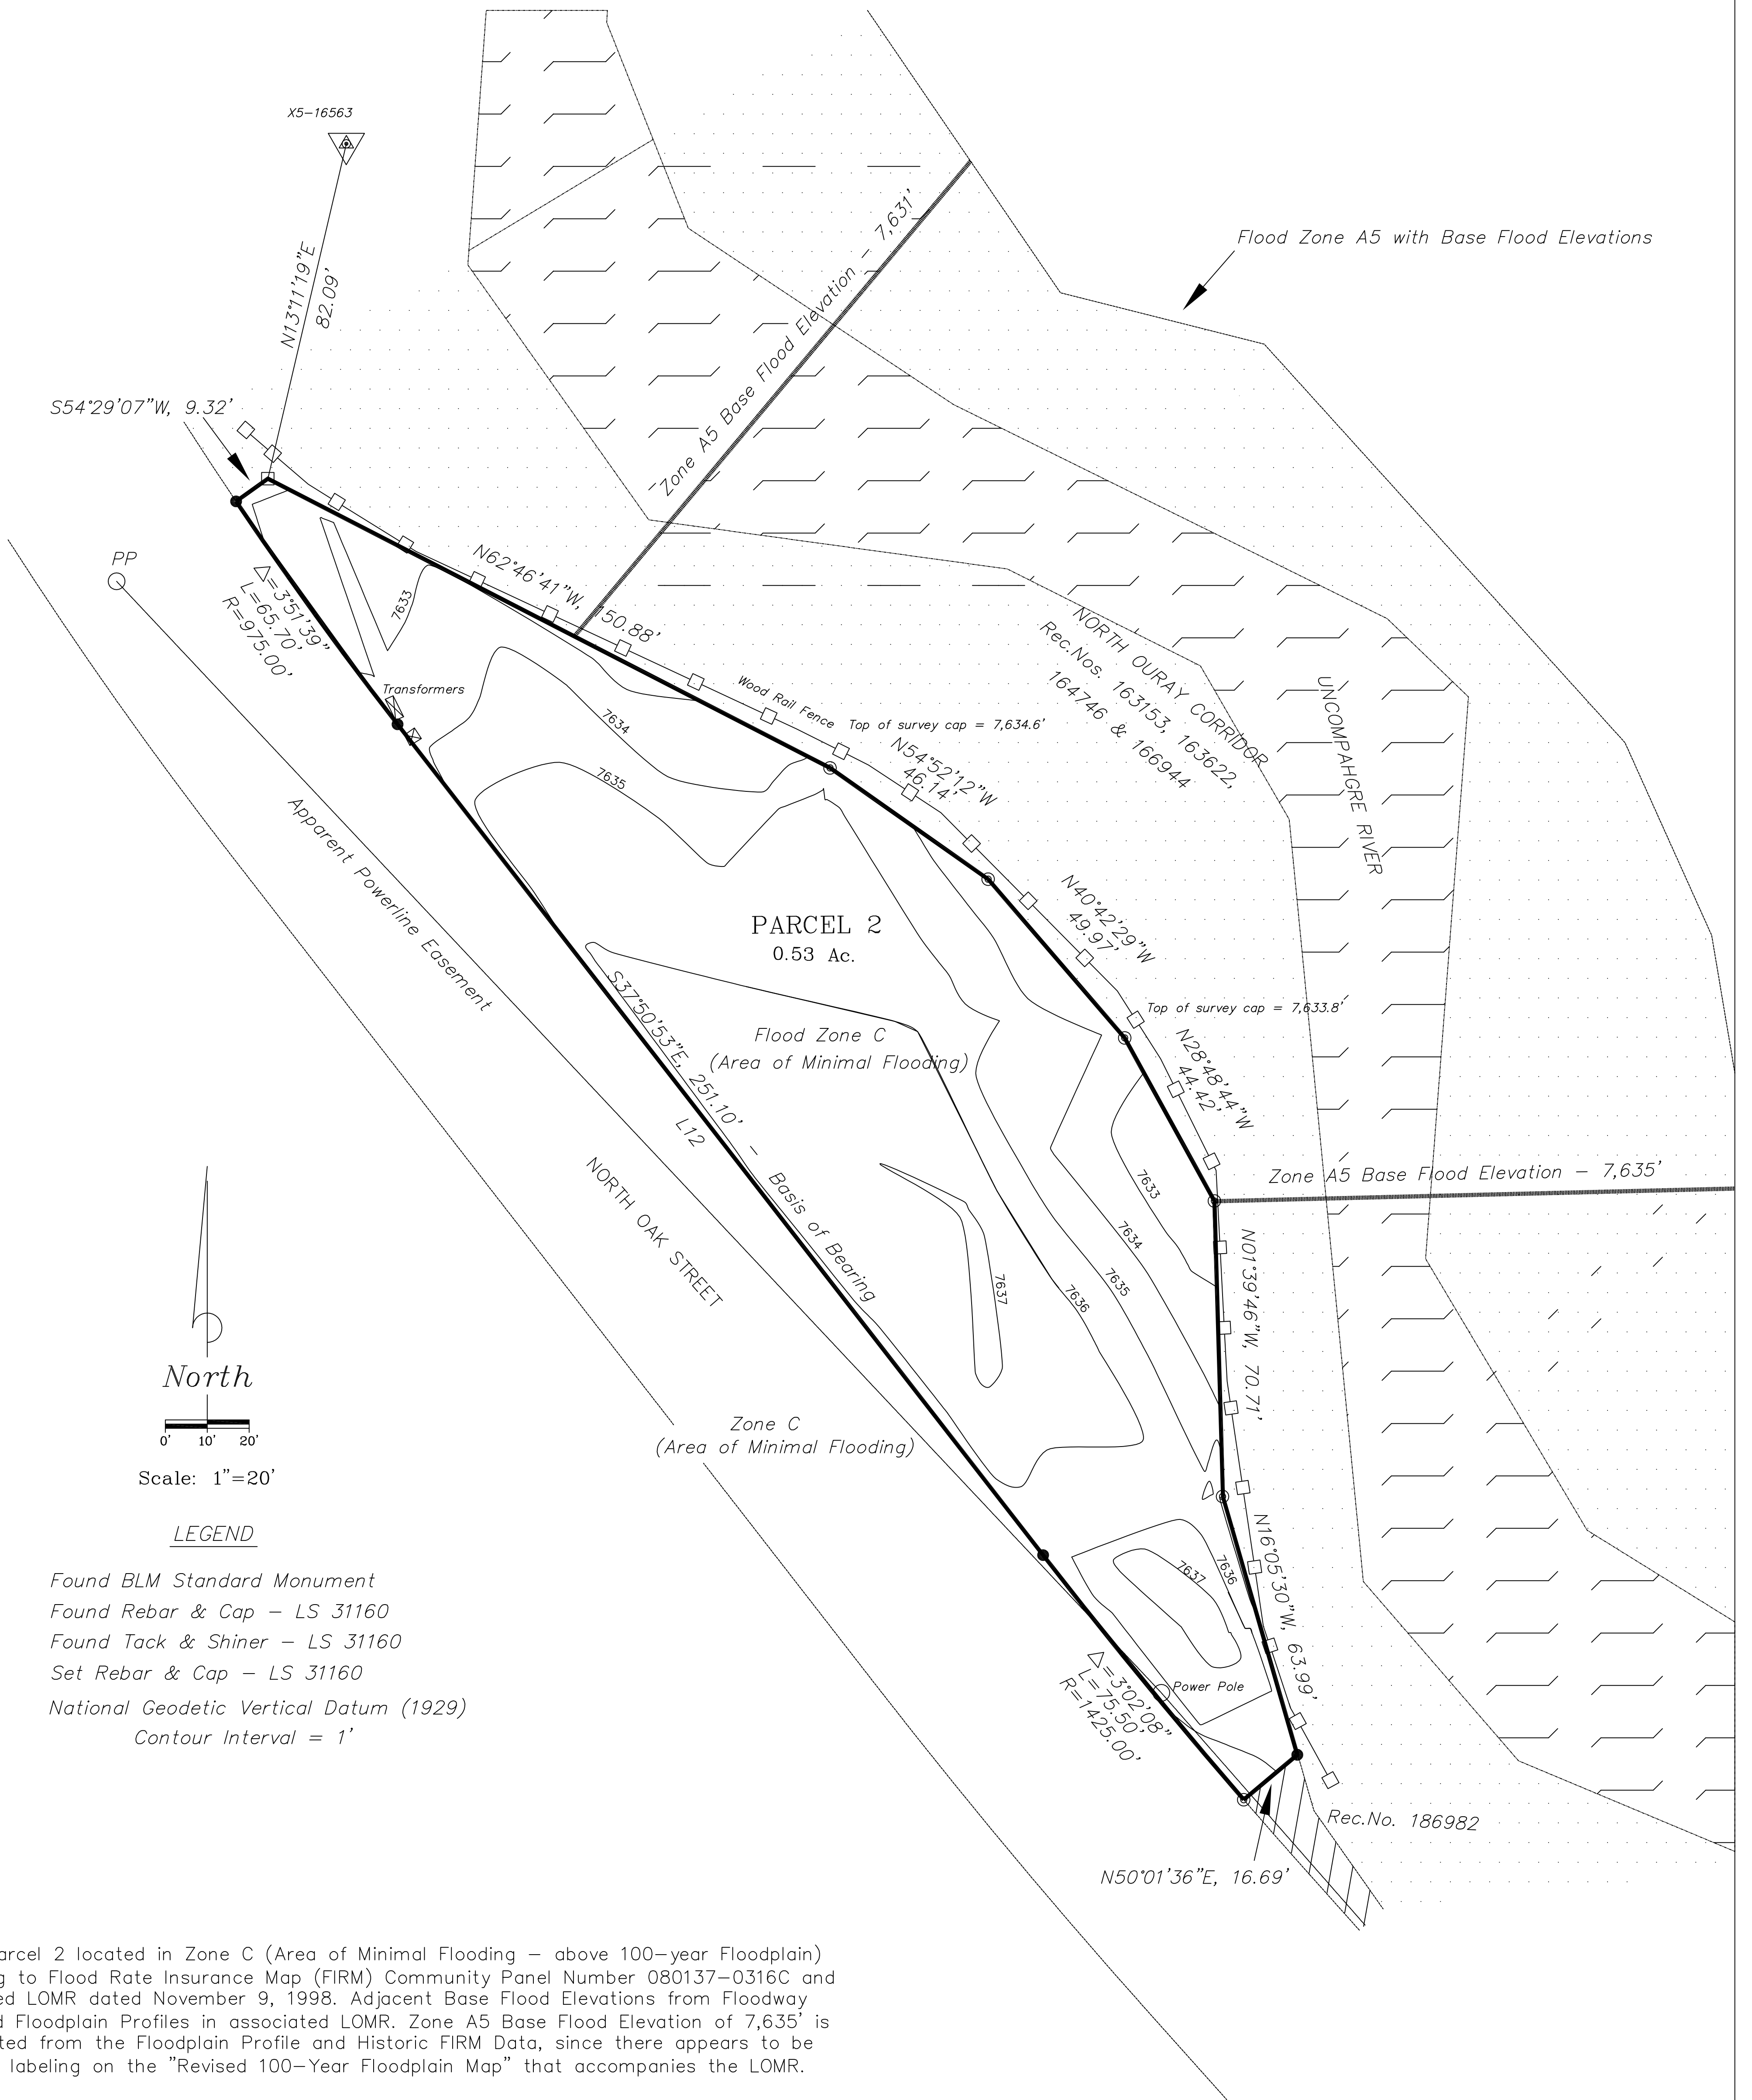 X5-16563
N13°11'19"E
82.09'
Flood Zone A5 with Base Flood Elevations
Zone A5 Base Flood Elevation - 7,631'
S54°29'07"W, 9.32'
PP
N62°46'41"W, 150.88'
7633
△=3°51'39"
L=65.70'
R=975.00'
Transformers
Wood Rail Fence
Top of survey cap = 7,634.6'
7634
7635
N54°52'12"W
46.14'
NORTH OURAY CORRIDOR
Rec.Nos. 163153, 163622,
164746 & 166944
UNCOMPAHGRE RIVER
Apparent Powerline Easement
N40°42'29"W
49.97'
PARCEL 2
0.53 Ac.
Top of survey cap = 7,633.8'
Flood Zone C
(Area of Minimal Flooding)
S37°50'53"E, 251.10' - Basis of Bearing
L12
N28°48'44"W
44.42'
Zone A5 Base Flood Elevation - 7,635'
NORTH OAK STREET
7633
7634
7635
7636
7637
N01°39'46"W, 70.71'
North
0' 10' 20'
Scale: 1"=20'
Zone C
(Area of Minimal Flooding)
LEGEND
Found BLM Standard Monument
Found Rebar & Cap - LS 31160
Found Tack & Shiner - LS 31160
Set Rebar & Cap - LS 31160
National Geodetic Vertical Datum (1929)
Contour Interval = 1'
7637
7636
N16°05'30"W, 63.99'
△=3°02'08"
L=75.50'
R=1425.00'
Power Pole
Rec.No. 186982
N50°01'36"E, 16.69'
arcel 2 located in Zone C (Area of Minimal Flooding - above 100-year Floodplain)
g to Flood Rate Insurance Map (FIRM) Community Panel Number 080137-0316C and
ed LOMR dated November 9, 1998. Adjacent Base Flood Elevations from Floodway
d Floodplain Profiles in associated LOMR. Zone A5 Base Flood Elevation of 7,635' is
ted from the Floodplain Profile and Historic FIRM Data, since there appears to be
labeling on the "Revised 100-Year Floodplain Map" that accompanies the LOMR.